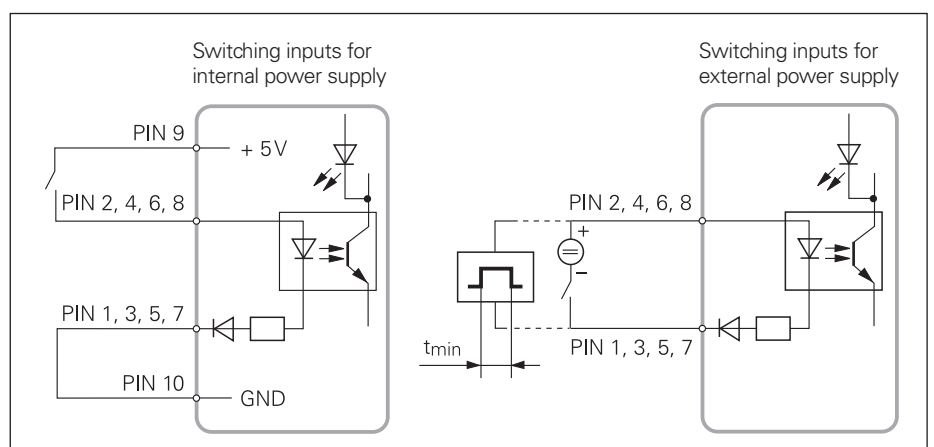 Switching inputs for
internal power supply
PIN 9
+ 5V
PIN 2, 4, 6, 8
PIN 1, 3, 5, 7
PIN 10
GND
Switching inputs for
external power supply
PIN 2, 4, 6, 8
+
−
PIN 1, 3, 5, 7
tmin